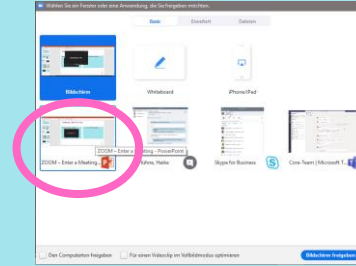 Wählen Sie ein Fenster oder eine Anwendung, die Sie freigeben möchten.
Basic Erweitert Dateien
Bildschirm Whiteboard iPhone/iPad
ZOOM – Enter a Meeting - PowerPoint
ZOOM – Enter a Meeting... Huhns, Haiko Skype for Business Core-Team | Microsoft T...
Den Computerton freigeben Für einen Videoclip im Vollbildmodus optimieren Bildschirm freigeben